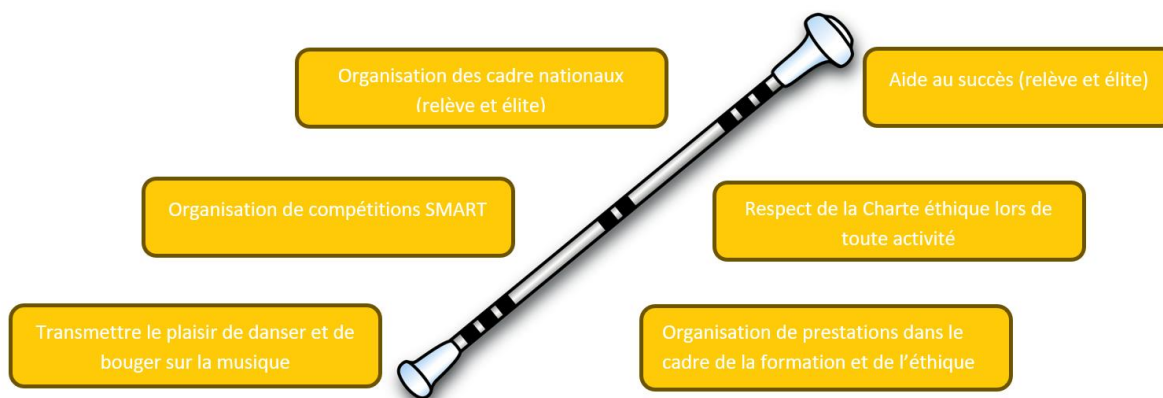 Organisation des cadre nationaux
(relève et élite)
Aide au succès (relève et élite)
Organisation de compétitions SMART
Respect de la Charte éthique lors de
toute activité
Transmettre le plaisir de danser et de
bouger sur la musique
Organisation de prestations dans le
cadre de la formation et de l’éthique